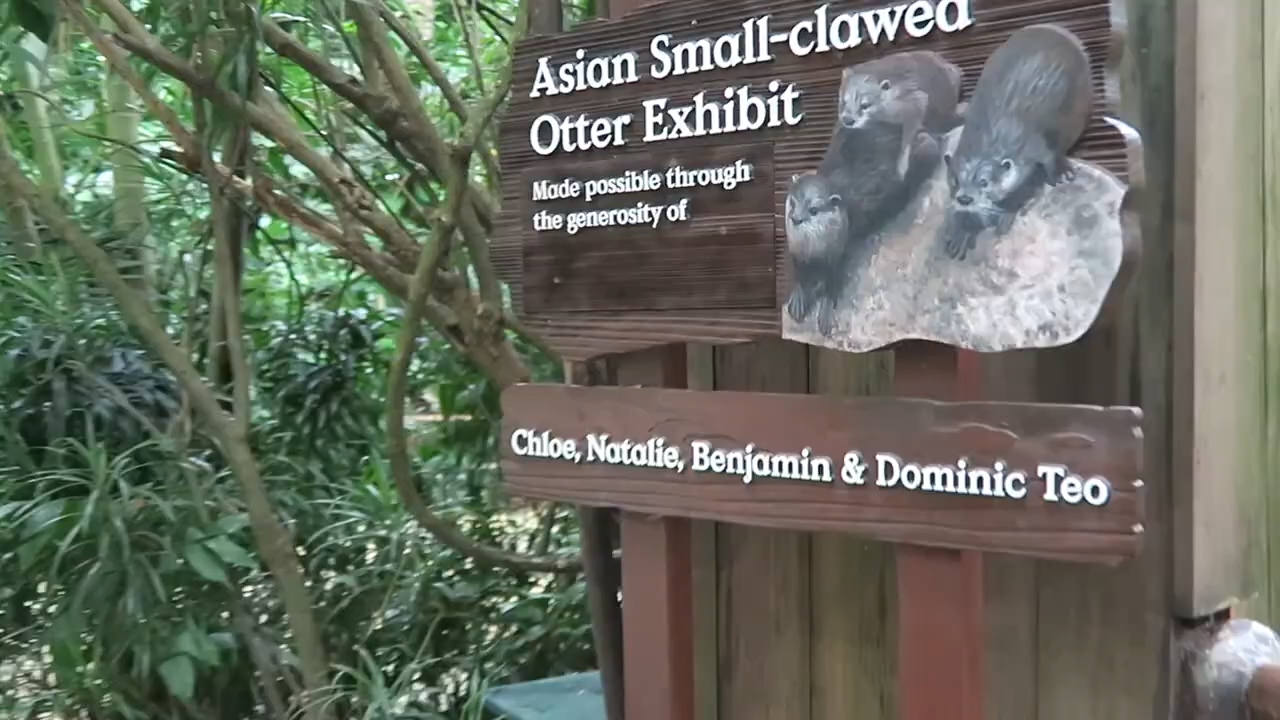 Asian Small-clawed
Otter Exhibit
Made possible through
the generosity of
Chloe, Natalie, Benjamin & Dominic Teo